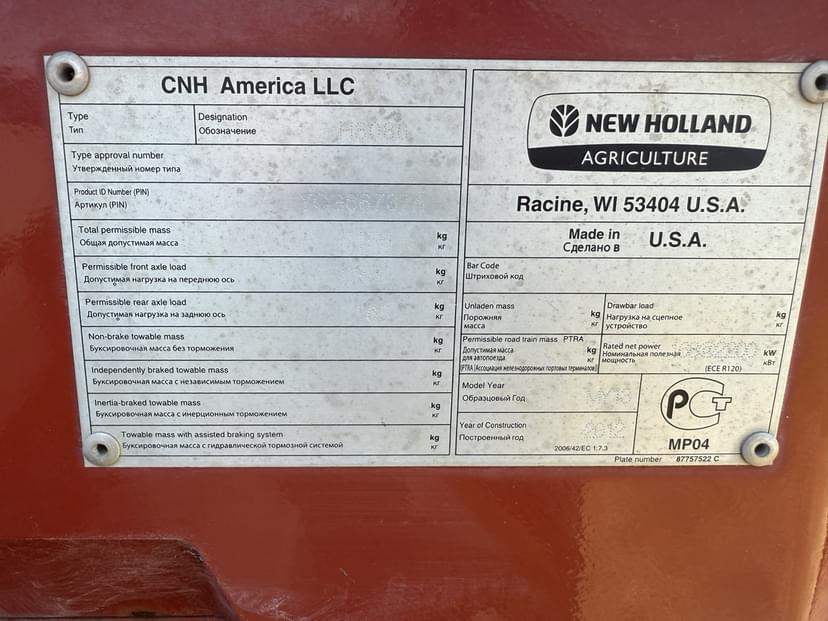 CNH America LLC
Type
Тип
Designation
Обозначение
H8080
Type approval number
Утвержденный номер типа
Product ID Number (PIN)
Артикул (PIN)
Total permissible mass
Общая допустимая масса
kg
кг
Permissible front axle load
Допустимая нагрузка на переднюю ось
kg
кг
Permissible rear axle load
Допустимая нагрузка на заднюю ось
kg
кг
Non-brake towable mass
Буксировочная масса без торможения
kg
кг
Independently braked towable mass
Буксировочная масса с независимым торможением
kg
кг
Inertia-braked towable mass
Буксировочная масса с инерционным торможением
kg
кг
Towable mass with assisted braking system
Буксировочная масса с гидравлической тормозной системой
kg
кг
NEW HOLLAND
AGRICULTURE
Racine, WI 53404 U.S.A.
Made in
Сделано в
U.S.A.
Bar Code
Штриховой код
Unladen mass
Порожняя
масса
kg
кг
Drawbar load
Нагрузка на сцепное
устройство
kg
кг
Permissible road train mass PTRA
Допустимая масса
для автопоезда
kg
кг
(PTRA (Ассоциация железнодорожных портовых терминалов))
Rated net power
Номинальная полезная
мощность
kW
кВт
(ECE R120)
Model Year
Образцовый Год
Year of Construction
Построенный год
2012
2006/42/EC 1.7.3
РСТ
MP04
Plate number 87757522 C